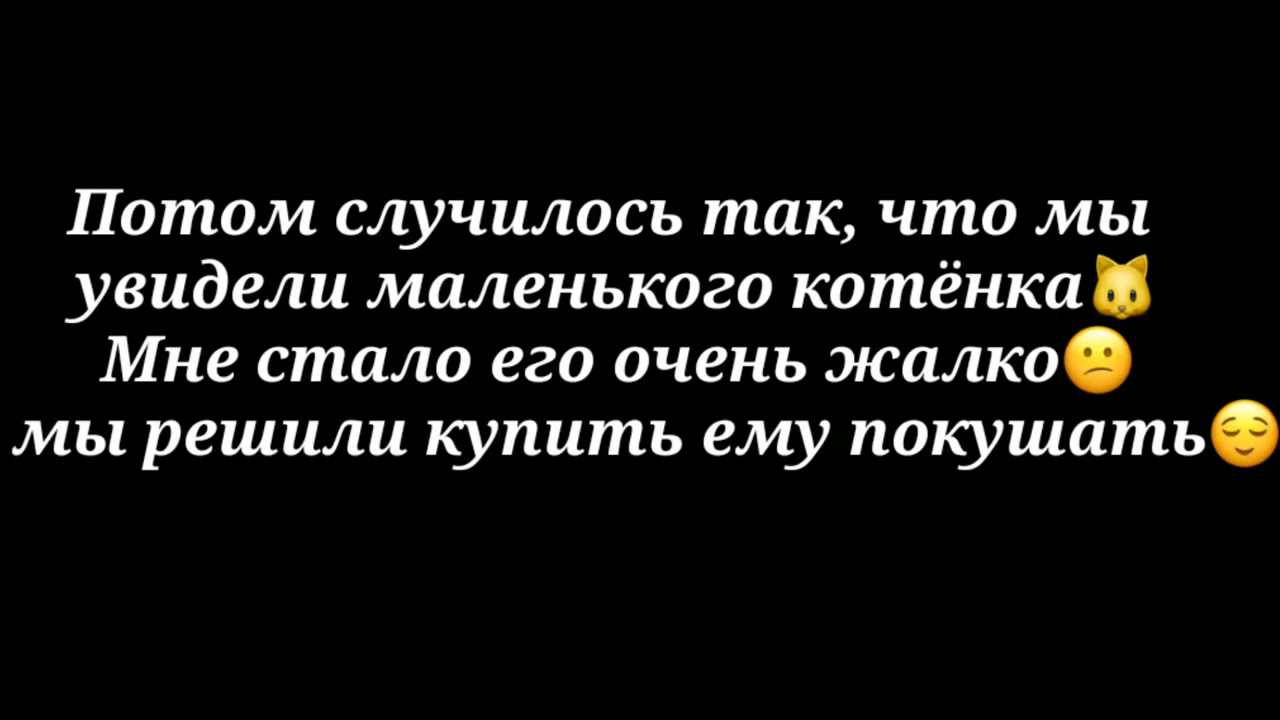 Потом случилось так, что мы
увидели маленького котёнка🐱
Мне стало его очень жалко😕
мы решили купить ему покушать😌